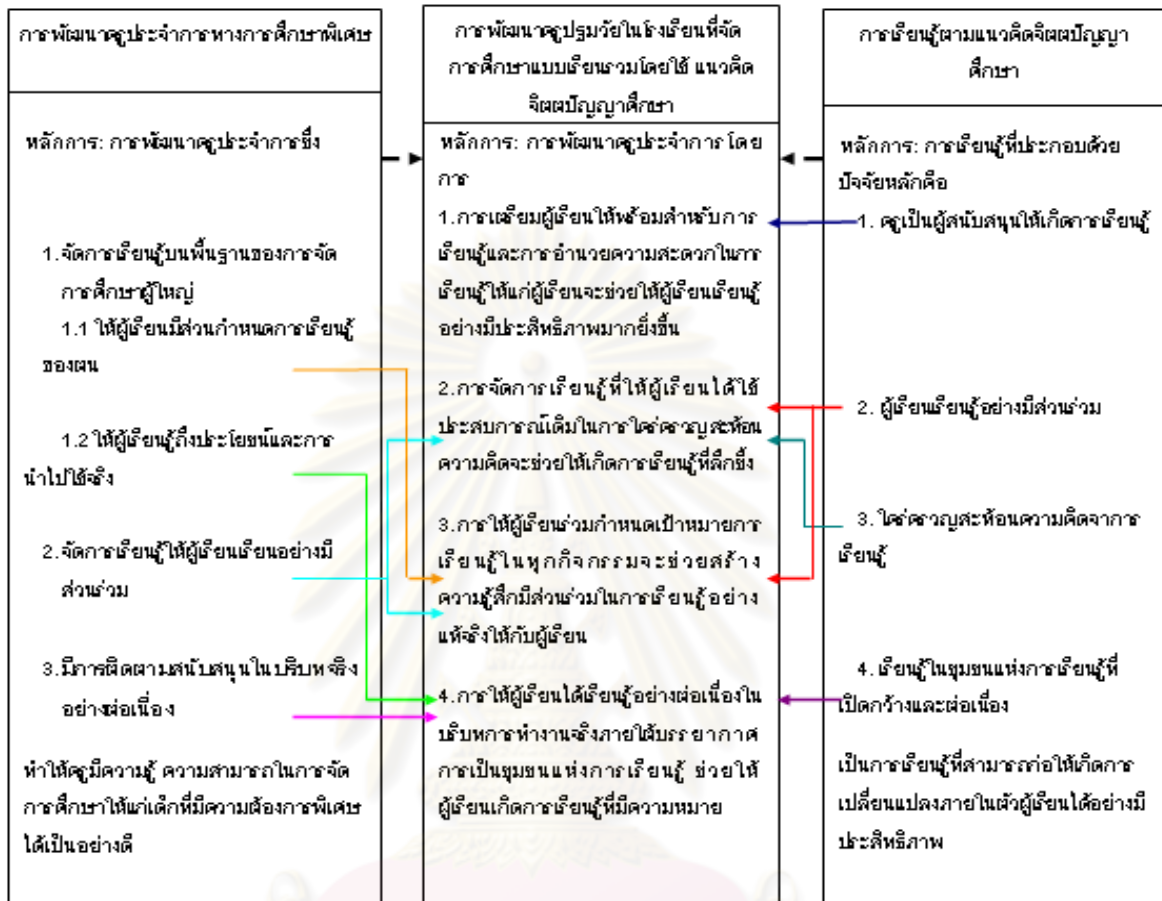 การพัฒนาครูประจำการทางการศึกษาพิเศษ
หลักการ: การพัฒนาครูประจำการซึ่ง
1.จัดการเรียนรู้บนพื้นฐานของการจัด
การศึกษาผู้ใหญ่
1.1 ให้ผู้เรียนมีส่วนกำหนดการเรียนรู้
ของตน
1.2 ให้ผู้เรียนรู้ถึงประโยชน์และการ
นำไปใช้จริง
2.จัดการเรียนรู้ให้ผู้เรียนเรียนอย่างมี
ส่วนร่วม
3.มีการติดตามสนับสนุนในบริบทจริง
อย่างต่อเนื่อง
ทำให้ครูมีความรู้ ความสามารถในการจัด
การศึกษาให้แก่เด็กที่มีความต้องการพิเศษ
ได้เป็นอย่างดี
การพัฒนาครูปฐมวัยในโรงเรียนที่จัด
การศึกษาแบบเรียนรวมโดยใช้ แนวคิด
จิตตปัญญาศึกษา
หลักการ: การพัฒนาครูประจำการโดย
การ
1.การเตรียมผู้เรียนให้พร้อมสำหรับการ
เรียนรู้และการอำนวยความสะดวกในการ
เรียนรู้ให้แก่ผู้เรียนจะช่วยให้ผู้เรียนเรียนรู้
อย่างมีประสิทธิภาพมากยิ่งขึ้น
2.การจัดการเรียนรู้ที่ให้ผู้เรียนได้ใช้
ประสบการณ์เดิมในการใคร่ครวญสะท้อน
ความคิดจะช่วยให้เกิดการเรียนรู้ที่ลึกซึ้ง
3.การให้ผู้เรียนร่วมกำหนดเป้าหมายการ
เรียนรู้ในทุกกิจกรรมจะช่วยสร้าง
ความรู้สึกมีส่วนร่วมในการเรียนรู้อย่าง
แท้จริงให้กับผู้เรียน
4.การให้ผู้เรียนได้เรียนรู้อย่างต่อเนื่องใน
บริบทการทำงานจริงภายใต้บรรยากาศ
การเป็นชุมชนแห่งการเรียนรู้ ช่วยให้
ผู้เรียนเกิดการเรียนรู้ที่มีความหมาย
การเรียนรู้ตามแนวคิดจิตตปัญญา
ศึกษา
หลักการ: การเรียนรู้ที่ประกอบด้วย
ปัจจัยหลักคือ
1. ครูเป็นผู้สนับสนุนให้เกิดการเรียนรู้
2. ผู้เรียนเรียนรู้อย่างมีส่วนร่วม
3. ใคร่ครวญสะท้อนความคิดจากการ
เรียนรู้
4. เรียนรู้ในชุมชนแห่งการเรียนรู้ที่
เปิดกว้างและต่อเนื่อง
เป็นการเรียนรู้ที่สามารถก่อให้เกิดการ
เปลี่ยนแปลงภายในตัวผู้เรียนได้อย่างมี
ประสิทธิภาพ